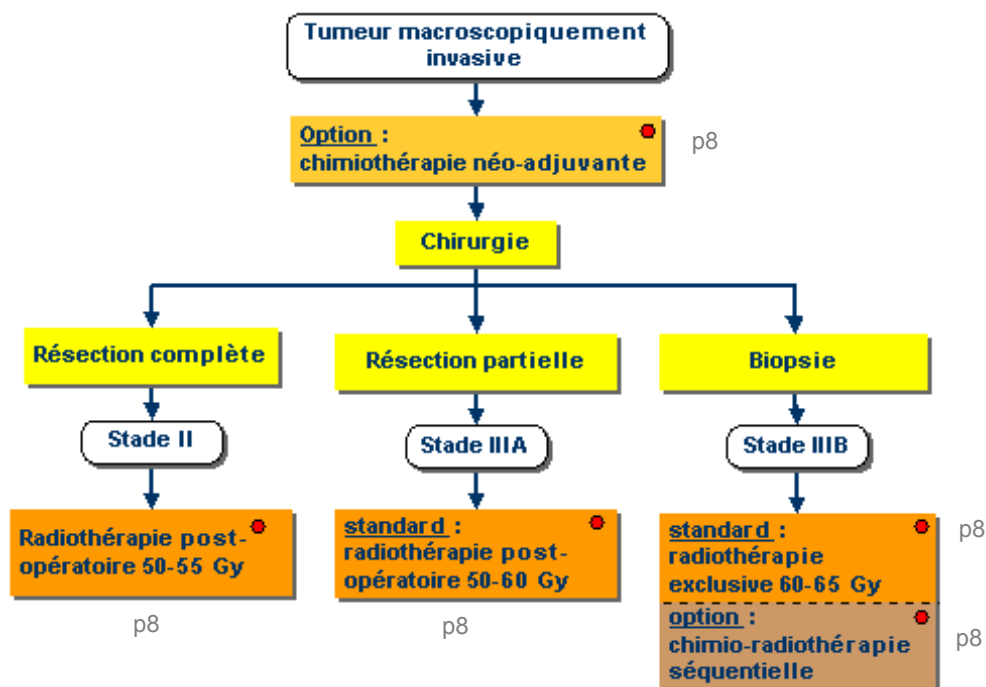 Tumeur macroscopiquement
invasive
Option :
chimiothérapie néo-adjuvante
p8
Chirurgie
Résection complète
Résection partielle
Biopsie
Stade II
Stade IIIA
Stade IIIB
Radiothérapie post-
opératoire 50-55 Gy
p8
standard :
radiothérapie post-
opératoire 50-60 Gy
p8
standard :
radiothérapie
exclusive 60-65 Gy
p8
option :
chimio-radiothérapie
séquentielle
p8